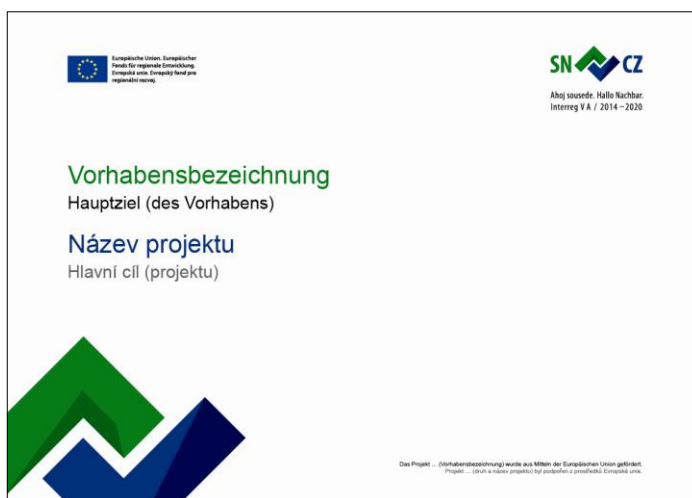 Europäische Union. Europäischer
Fonds für regionale Entwicklung.
Evropská unie. Evropský fond pro
regionální rozvoj.
SN CZ
Ahoj sousede. Hallo Nachbar.
Interreg V A / 2014 – 2020
Vorhabensbezeichnung
Hauptziel (des Vorhabens)
Název projektu
Hlavní cíl (projektu)
Das Projekt ... (Vorhabensbezeichnung) wurde aus Mitteln der Europäischen Union gefördert.
Projekt ... (druh a název projektu) byl podpořen z prostředků Evropské unie.